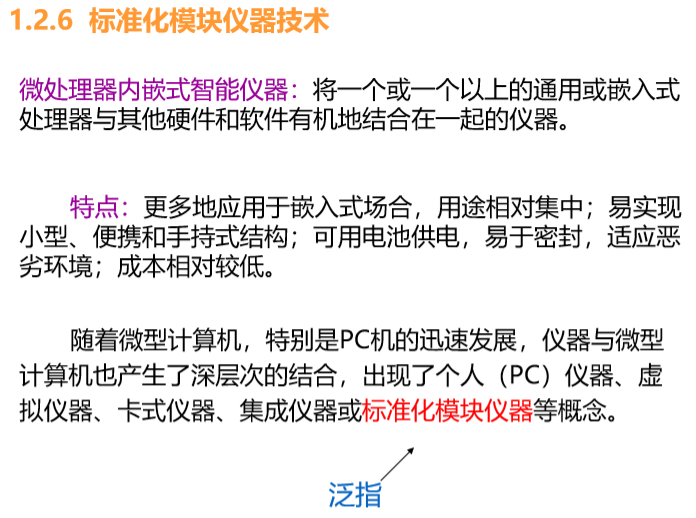 1.2.6 标准化模块仪器技术
微处理器内嵌式智能仪器：将一个或一个以上的通用或嵌入式
处理器与其他硬件和软件有机地结合在一起的仪器。
特点：更多地应用于嵌入式场合，用途相对集中；易实现
小型、便携和手持式结构；可用电池供电，易于密封，适应恶
劣环境；成本相对较低。
随着微型计算机，特别是PC机的迅速发展，仪器与微型
计算机也产生了深层次的结合，出现了个人（PC）仪器、虚
拟仪器、卡式仪器、集成仪器或标准化模块仪器等概念。
泛指